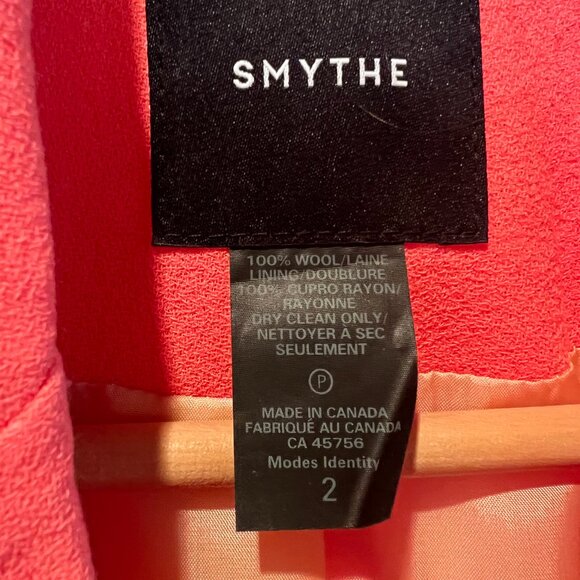 SMYTHE
100% WOOL/LAINE
LINING/DOUBLURE
100% CUPRO RAYON/
RAYONNE
DRY CLEAN ONLY/
NETTOYER A SEC
SEULEMENT
P
MADE IN CANADA
FABRIQUÉ AU CANADA
CA 45756
Modes Identity
2